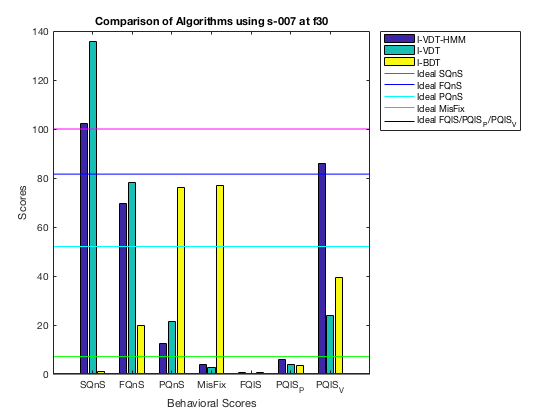 Comparison of Algorithms using s-007 at f30
140
120
100
80
60
40
20
0
Scores
SQnS FQnS PQnS MisFix FQIS PQIS_P PQIS_V
Behavioral Scores
I-VDT-HMM
I-VDT
I-BDT
Ideal SQnS
Ideal FQnS
Ideal PQnS
Ideal MisFix
Ideal FQIS/PQIS_P/PQIS_V